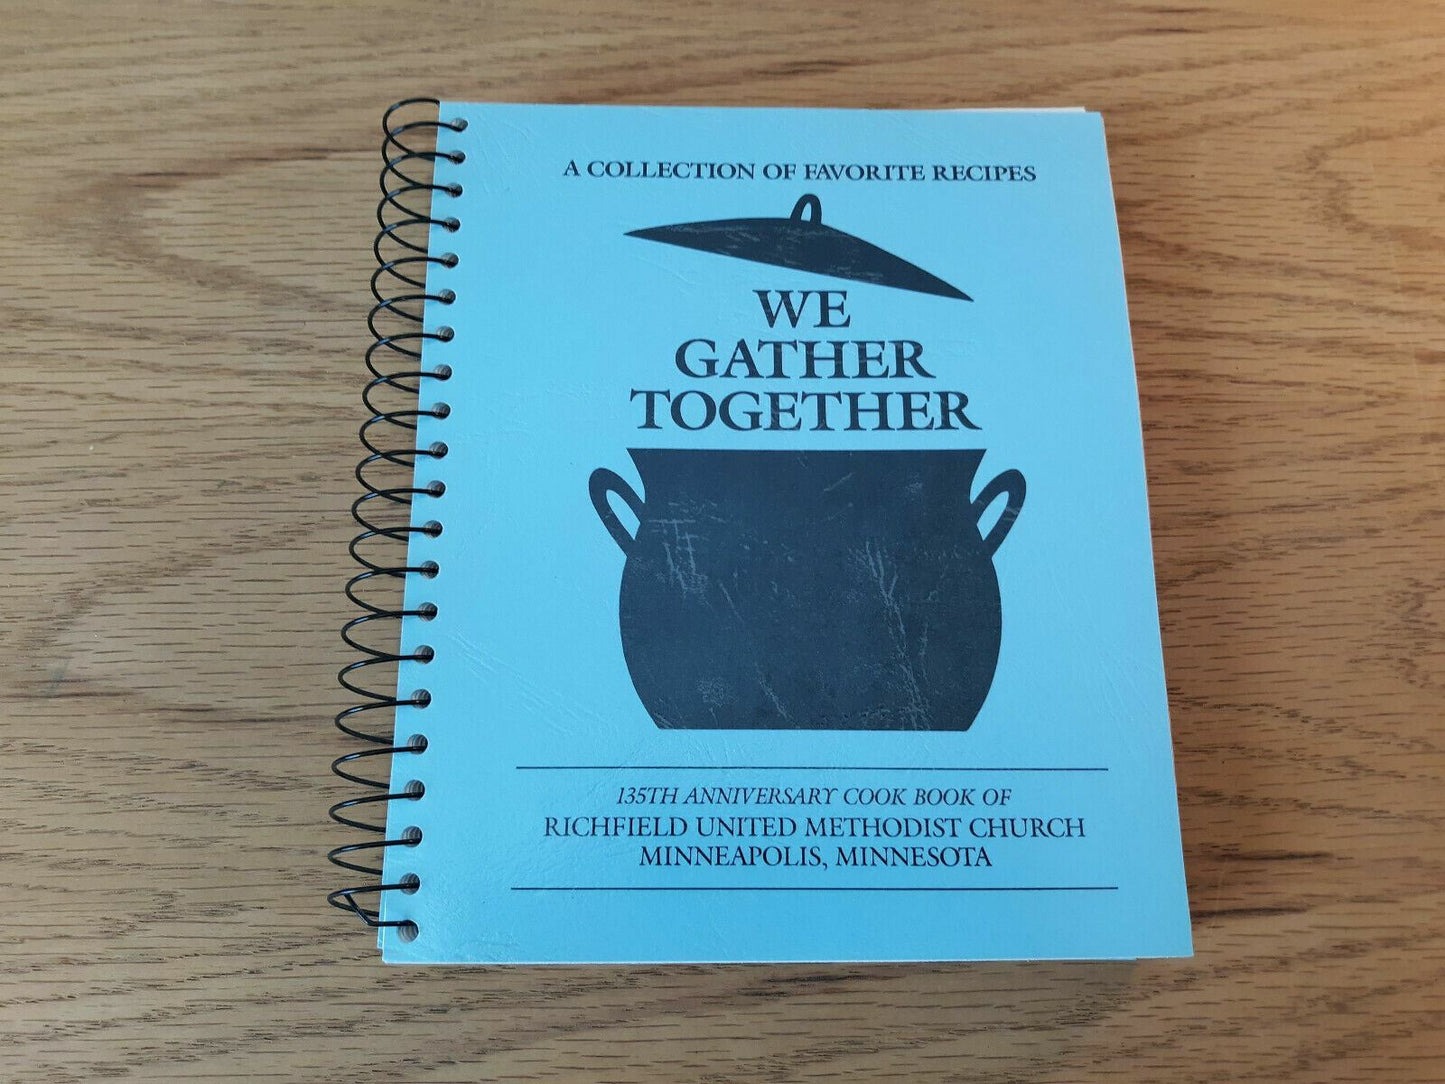 A COLLECTION OF FAVORITE RECIPES
WE
GATHER
TOGETHER
135TH ANNIVERSARY COOK BOOK OF
RICHFIELD UNITED METHODIST CHURCH
MINNEAPOLIS, MINNESOTA